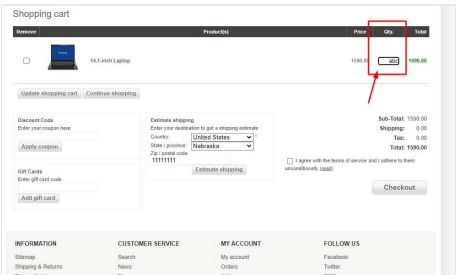 Shopping cart
Remove Product(s) Price Qty. Total
14.1-inch Laptop 1590.00 abc 1590.00
Update shopping cart Continue shopping
Discount Code
Enter your coupon here
Apply coupon
Gift Cards
Enter gift card code
Add gift card
Estimate shipping
Enter your destination to get a shipping estimate
Country: United States *
State / province: Nebraska
Zip / postal code:
11111111
Estimate shipping
Sub-Total: 1590.00
Shipping: 0.00
Tax: 0.00
Total: 1590.00
I agree with the terms of service and I adhere to them
unconditionally (read)
Checkout
INFORMATION CUSTOMER SERVICE MY ACCOUNT FOLLOW US
Sitemap Search My account Facebook
Shipping & Returns News Orders Twitter